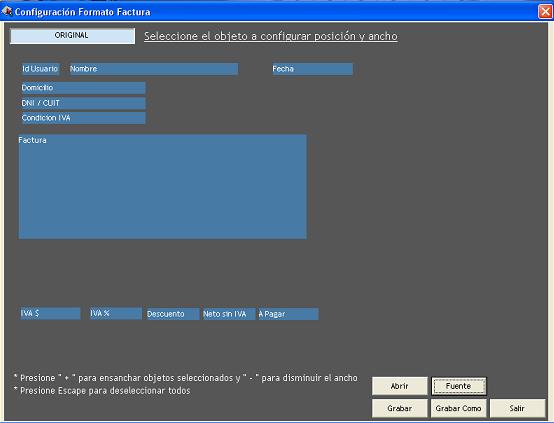 Configuración Formato Factura
ORIGINAL
Seleccione el objeto a configurar posición y ancho
Id Usuario Nombre Fecha
Domicilio
DNI / CUIT
Condicion IVA
Factura
IVA $ IVA % Descuento Neto sin IVA A Pagar
* Presione " + " para ensanchar objetos seleccionados y " - " para disminuir el ancho
* Presione Escape para deseleccionar todos
Abrir Fuente
Grabar Grabar Como Salir